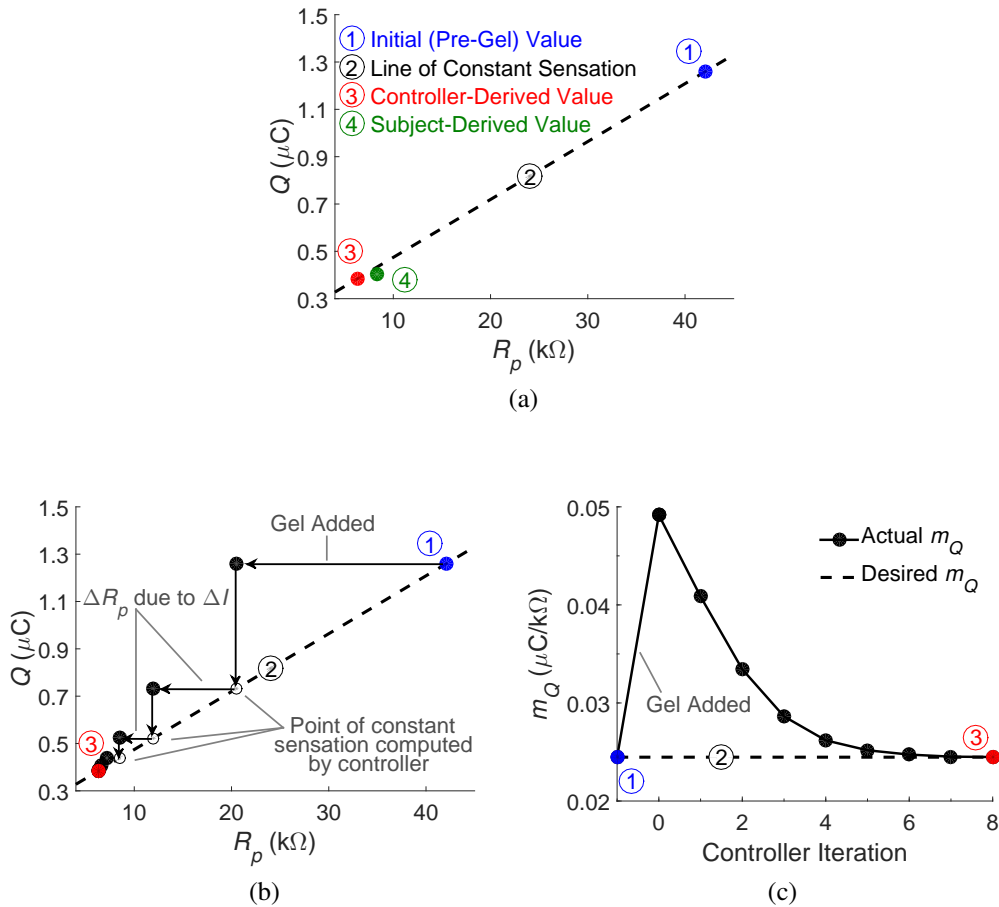 1.5
1.3
1.1
0.9
0.7
0.5
0.3
Q (μC)
1 Initial (Pre-Gel) Value
2 Line of Constant Sensation
3 Controller-Derived Value
4 Subject-Derived Value
1
2
3
4
10 20 30 40
R_p (kΩ)
(a)
1.5
1.3
1.1
0.9
0.7
0.5
0.3
Q (μC)
Gel Added
1
ΔR_p due to ΔI
2
3
Point of constant
sensation computed
by controller
10 20 30 40
R_p (kΩ)
(b)
0.05
0.04
0.03
0.02
m_Q (μC/kΩ)
Actual m_Q
Desired m_Q
Gel Added
1
2
3
0 2 4 6 8
Controller Iteration
(c)